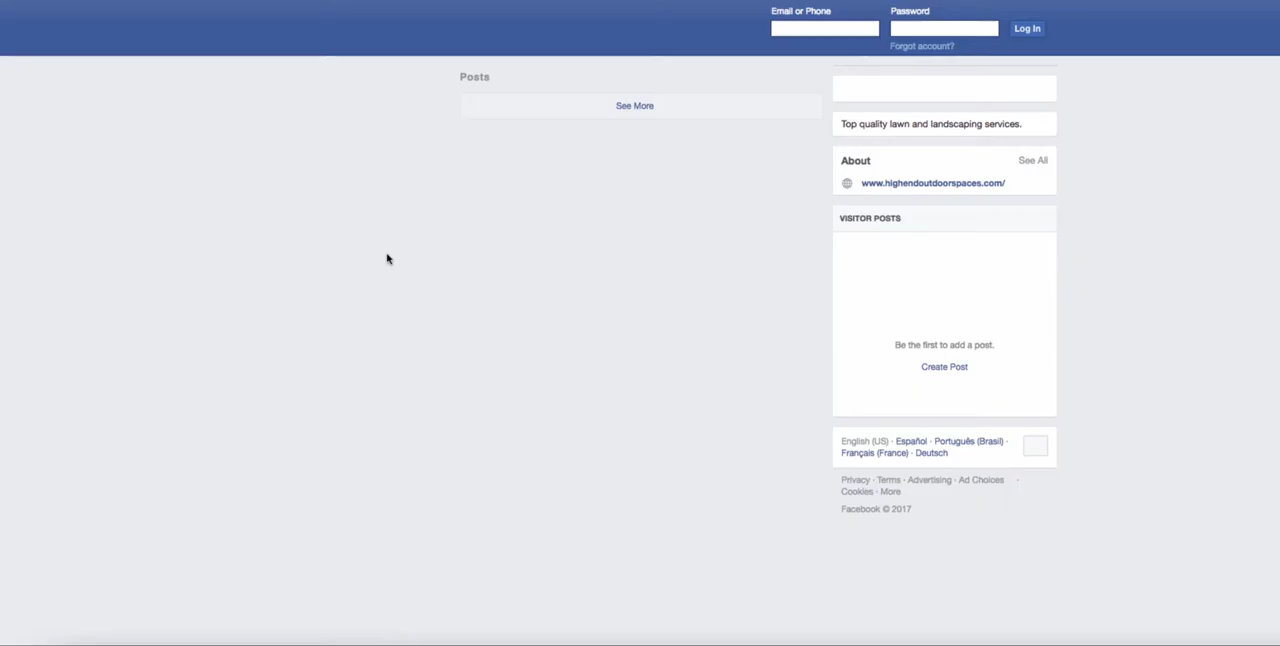 Email or Phone
Password
Log In
Forgot account?
Posts
See More
Top quality lawn and landscaping services.
About
See All
www.highendoutdoorspaces.com/
VISITOR POSTS
Be the first to add a post.
Create Post
English (US) · Español · Português (Brasil) ·
Français (France) · Deutsch
Privacy · Terms · Advertising · Ad Choices ·
Cookies · More
Facebook © 2017